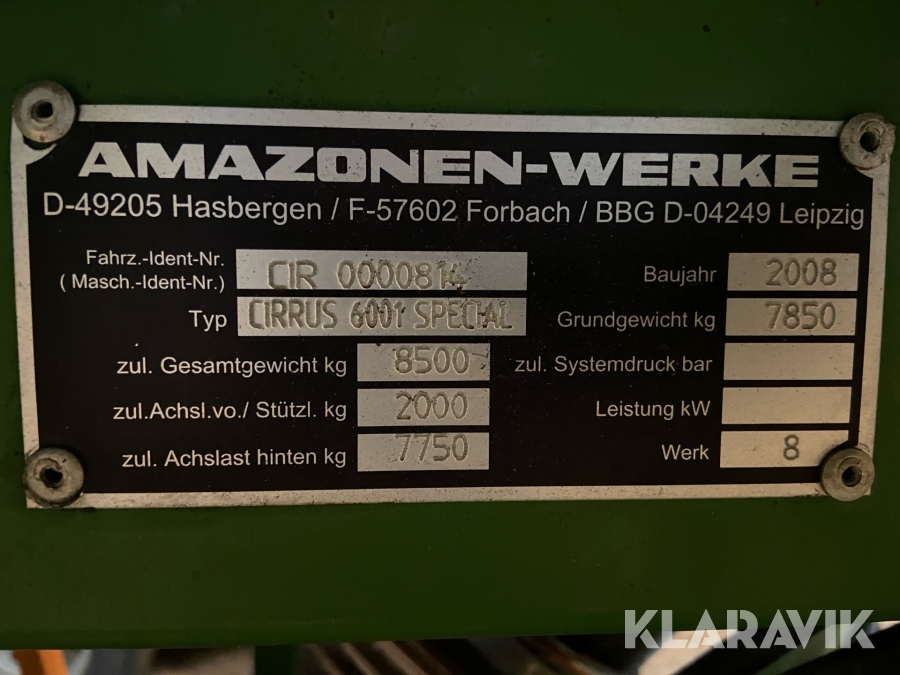 AMAZONEN-WERKE
D-49205 Hasbergen / F-57602 Forbach / BBG D-04249 Leipzig
Fahrz.-Ident-Nr.
( Masch.-Ident-Nr.) CIR 0000814
Baujahr 2008
Typ CIRRUS 6001 SPECIAL
Grundgewicht kg 7850
zul. Gesamtgewicht kg 8500
zul. Systemdruck bar
zul.Achsl.vo./ Stützl. kg 2000
Leistung kW
zul. Achslast hinten kg 7750
Werk 8
KLARAVIK